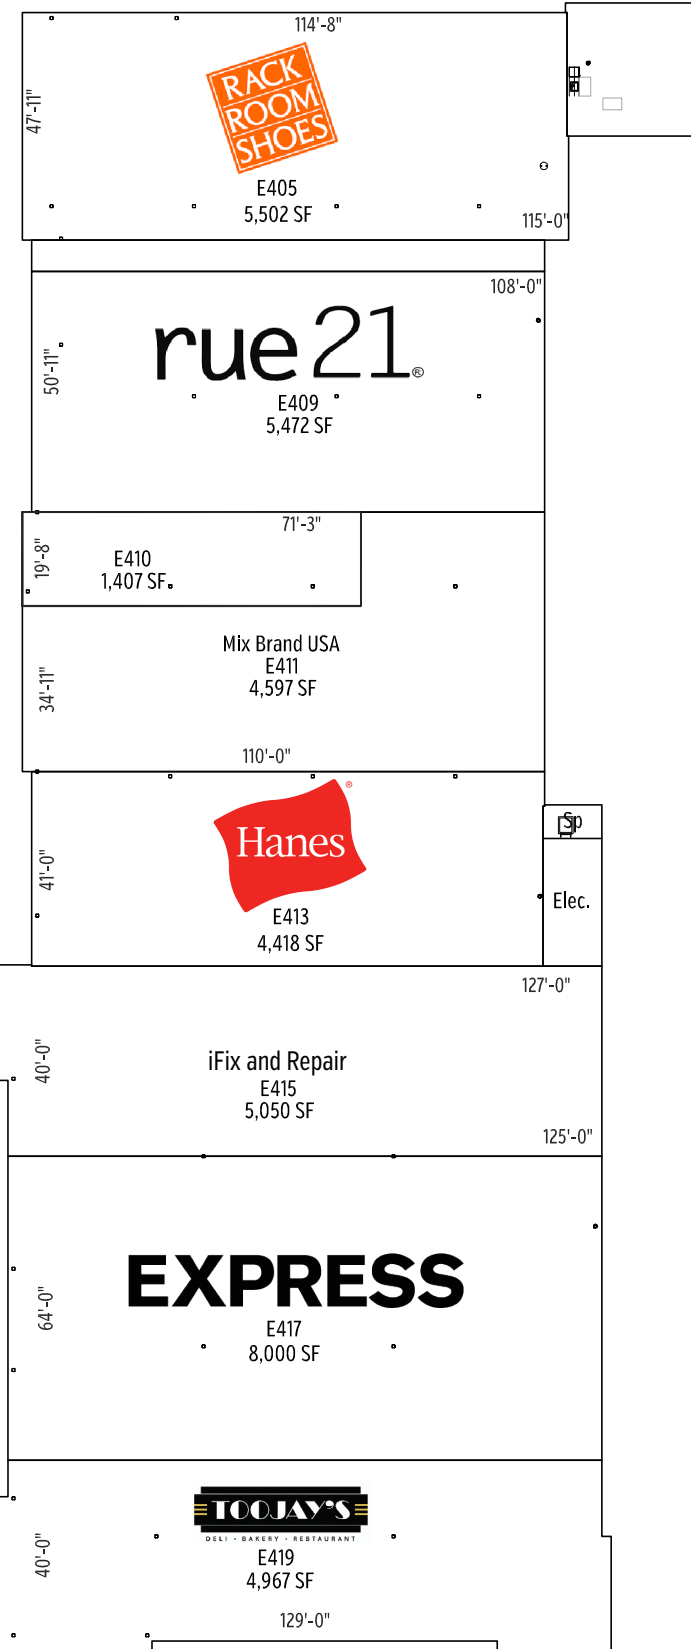 114'-8"
47'-11"
RACK
ROOM
SHOES
E405
5,502 SF
115'-0"
108'-0"
rue21®
50'-11"
E409
5,472 SF
71'-3"
19'-8"
E410
1,407 SF
Mix Brand USA
E411
4,597 SF
34'-11"
110'-0"
Hanes®
Sp
41'-0"
Elec.
E413
4,418 SF
127'-0"
40'-0"
iFix and Repair
E415
5,050 SF
125'-0"
EXPRESS
64'-0"
E417
8,000 SF
TOOJAY'S
DELI • BAKERY • RESTAURANT
40'-0"
E419
4,967 SF
129'-0"